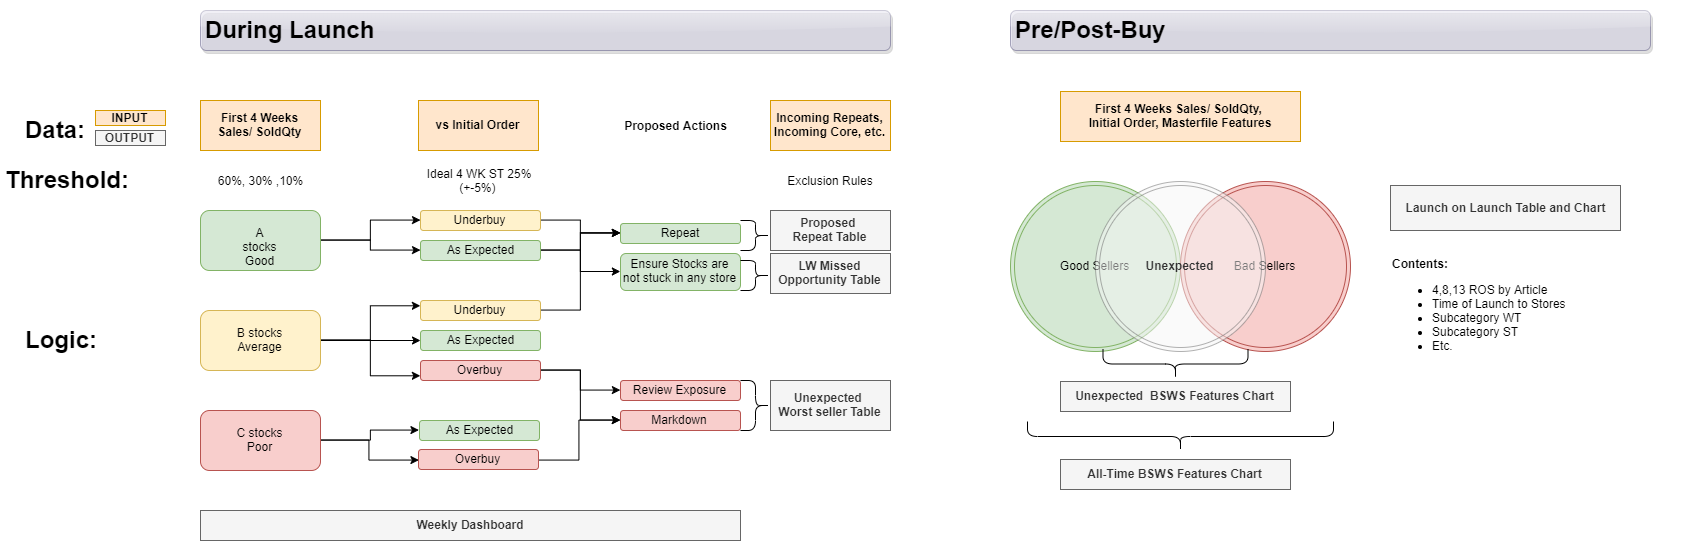 During Launch
Pre/Post-Buy
Data:
INPUT
OUTPUT
First 4 Weeks
Sales/ SoldQty
vs Initial Order
Proposed Actions
Incoming Repeats,
Incoming Core, etc.
First 4 Weeks Sales/ SoldQty,
Initial Order, Masterfile Features
Threshold:
60%, 30% ,10%
Ideal 4 WK ST 25%
(+-5%)
Exclusion Rules
Logic:
A
stocks
Good
Underbuy
As Expected
Repeat
Ensure Stocks are
not stuck in any store
Proposed
Repeat Table
LW Missed
Opportunity Table
B stocks
Average
Underbuy
As Expected
Overbuy
Review Exposure
Markdown
Unexpected
Worst seller Table
C stocks
Poor
As Expected
Overbuy
Weekly Dashboard
Good Sellers
Unexpected
Bad Sellers
Unexpected  BSWS Features Chart
All-Time BSWS Features Chart
Launch on Launch Table and Chart
Contents:
• 4,8,13 ROS by Article
• Time of Launch to Stores
• Subcategory WT
• Subcategory ST
• Etc.